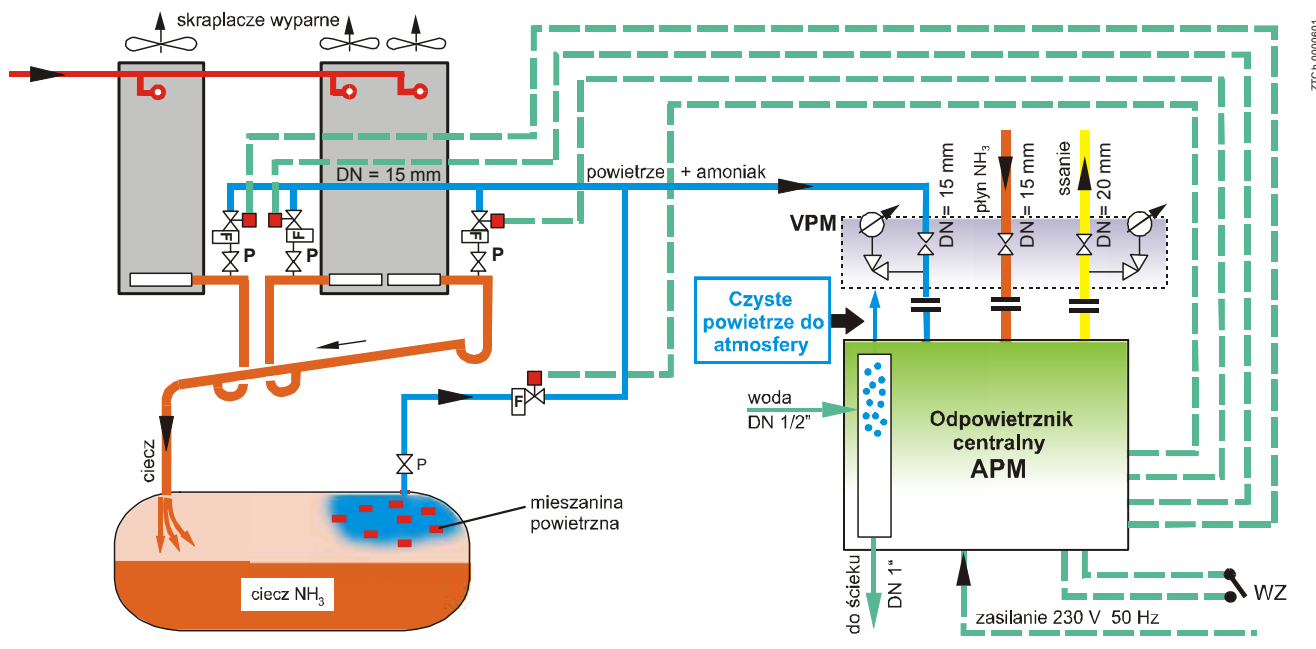 skraplacze wyparne
ZTC b 0000601
DN = 15 mm
powietrze + amoniak
DN = 15 mm
płyn NH₃
DN = 15 mm
ssanie
DN = 20 mm
VPM
F
P
F
P
F
P
Czyste
powietrze do
atmosfery
woda
DN 1/2"
Odpowietrznik
centralny
APM
F
P
ciecz
mieszanina
powietrzna
ciecz NH₃
do ścieku
DN 1“
zasilanie 230 V 50 Hz
WZ